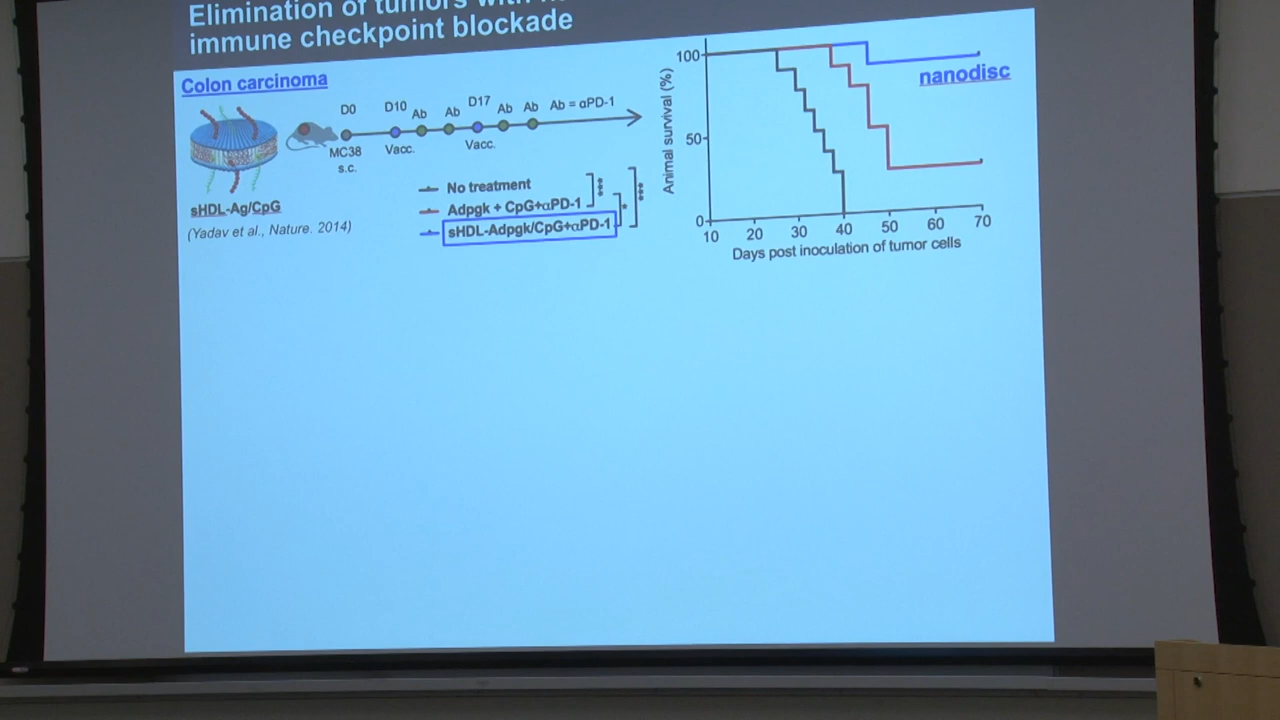 Elimination of tumors with
immune checkpoint blockade
Colon carcinoma
D0
D10
Ab
Ab
D17
Ab
Ab
Ab = αPD-1
MC38
s.c.
Vacc.
Vacc.
sHDL-Ag/CpG
(Yadav et al., Nature. 2014)
No treatment
Adpgk + CpG+αPD-1
sHDL-Adpgk/CpG+αPD-1
****
*
****
Animal survival (%)
100
50
0
nanodisc
10 20 30 40 50 60 70
Days post inoculation of tumor cells